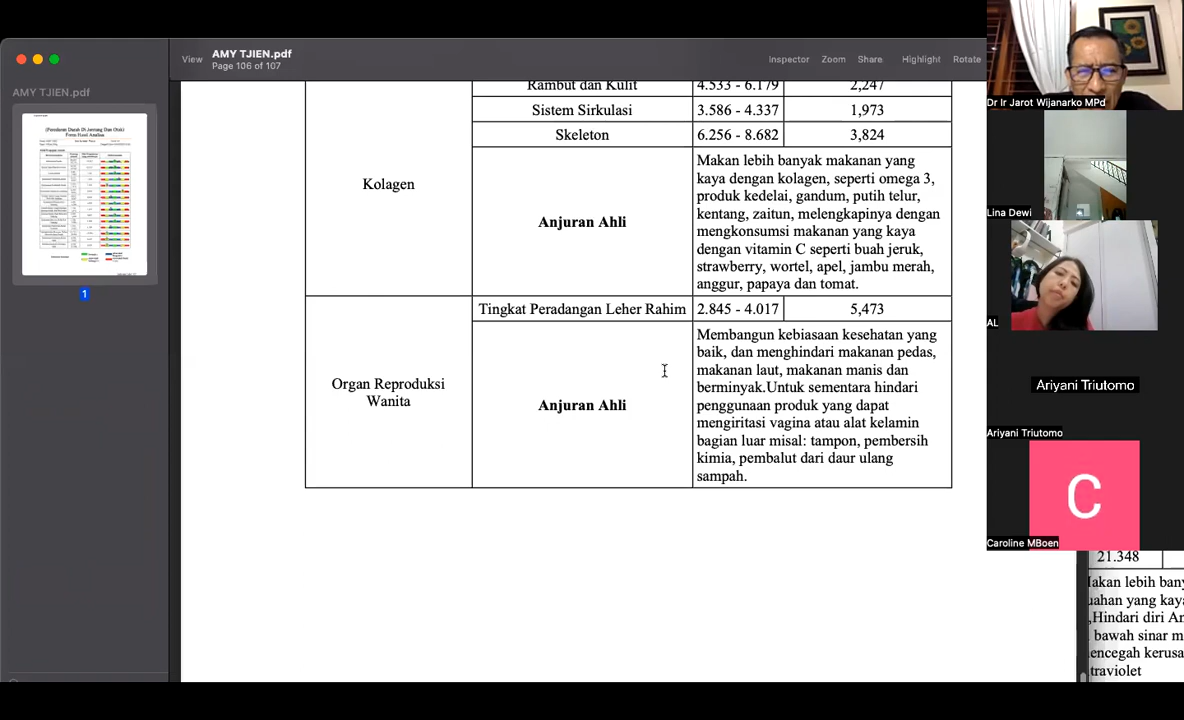 AMY TJIEN.pdf
Page 106 of 107
View
Inspector
Zoom
Share
Highlight
Rotate
AMY TJIEN.pdf
1
Rambut dan Kulit 4.533 - 6.179 2,247
Sistem Sirkulasi 3.586 - 4.337 1,973
Skeleton 6.256 - 8.682 3,824
Kolagen
Anjuran Ahli
Makan lebih banyak makanan yang
kaya dengan kolagen, seperti omega 3,
produk kedelai, gandum, putih telur,
kentang, zaitun, melengkapinya dengan
mengkonsumsi makanan yang kaya
dengan vitamin C seperti buah jeruk,
strawberry, wortel, apel, jambu merah,
anggur, papaya dan tomat.
Tingkat Peradangan Leher Rahim 2.845 - 4.017 5,473
Organ Reproduksi
Wanita
Anjuran Ahli
Membangun kebiasaan kesehatan yang
baik, dan menghindari makanan pedas,
makanan laut, makanan manis dan
berminyak.Untuk sementara hindari
penggunaan produk yang dapat
mengiritasi vagina atau alat kelamin
bagian luar misal: tampon, pembersih
kimia, pembalut dari daur ulang
sampah.
Dr Ir Jarot Wijanarko MPd
Lina Dewi
AL
Ariyani Triutomo
Ariyani Triutomo
C
Caroline MBoen
21.348
lebih
yang
,Hindari diri
bawah sinar